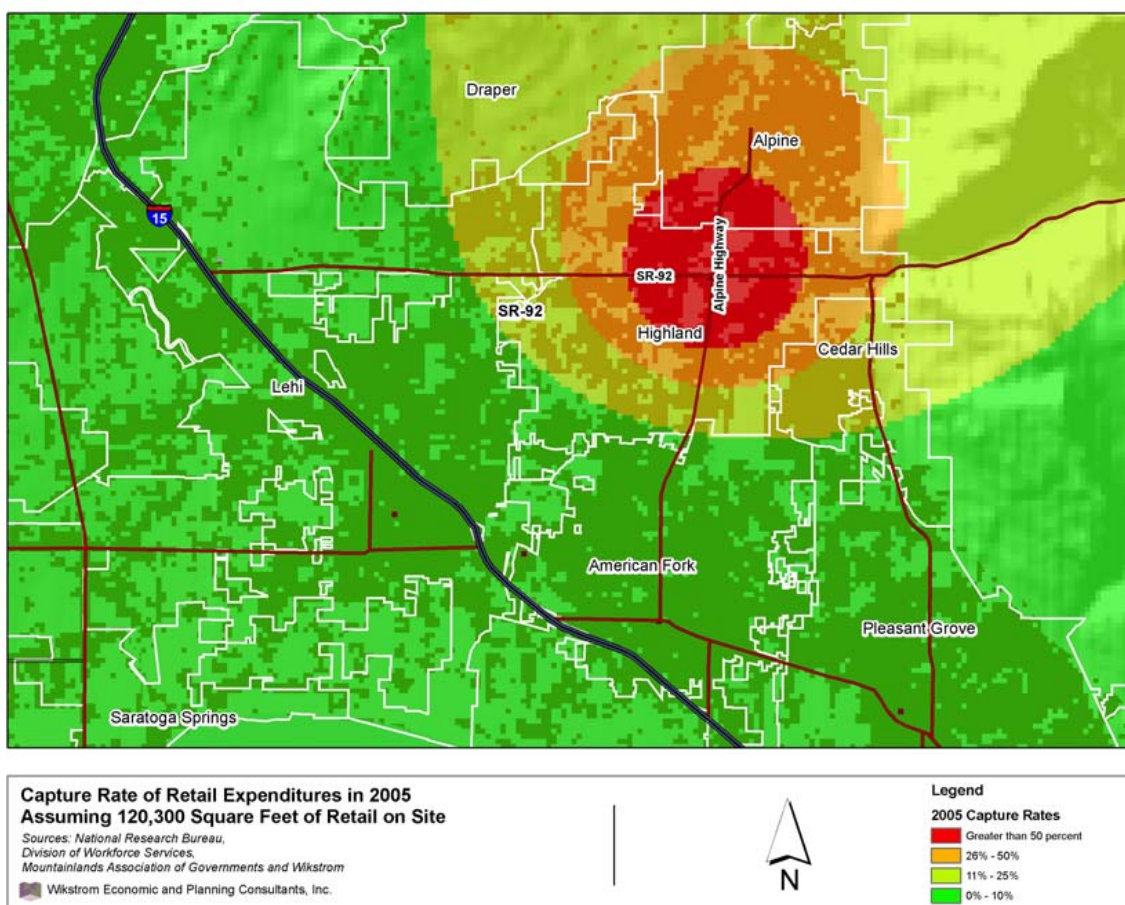 Draper
Alpine
15
Alpine Highway
SR-92
SR-92
Highland
Cedar Hills
Lehi
American Fork
Pleasant Grove
Saratoga Springs
Capture Rate of Retail Expenditures in 2005
Assuming 120,300 Square Feet of Retail on Site
Sources: National Research Bureau,
Division of Workforce Services,
Mountainlands Association of Governments and Wikstrom
Wikstrom Economic and Planning Consultants, Inc.
N
Legend
2005 Capture Rates
Greater than 50 percent
26% - 50%
11% - 25%
0% - 10%